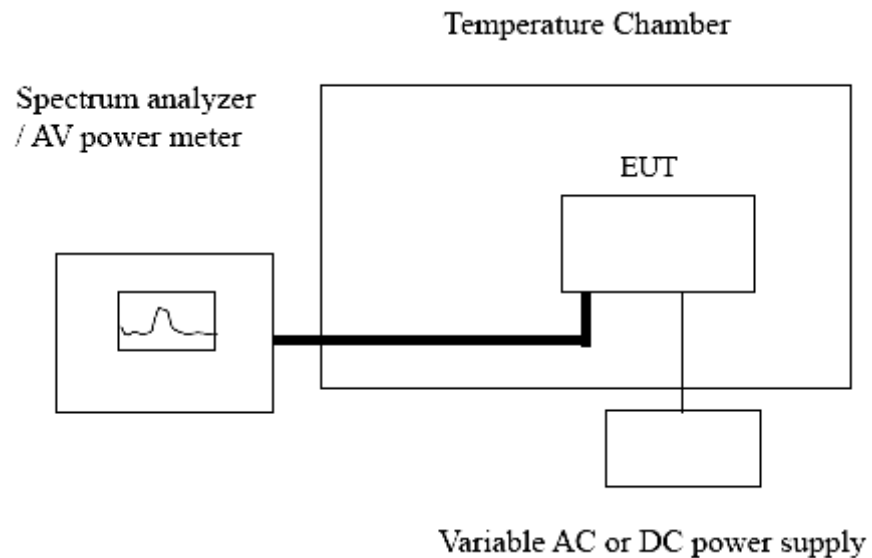 Temperature Chamber
Spectrum analyzer
/ AV power meter
EUT
Variable AC or DC power supply